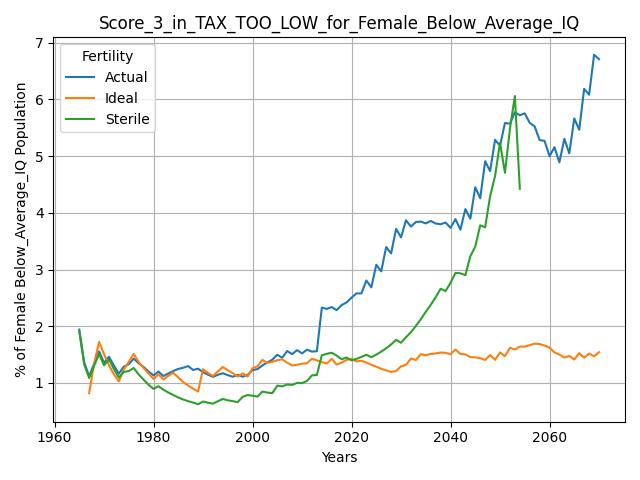 Score_3_in_TAX_TOO_LOW_for_Female_Below_Average_IQ
% of Female Below_Average_IQ Population
7
6
5
4
3
2
1
Fertility
Actual
Ideal
Sterile
1960
1980
2000
2020
2040
2060
Years